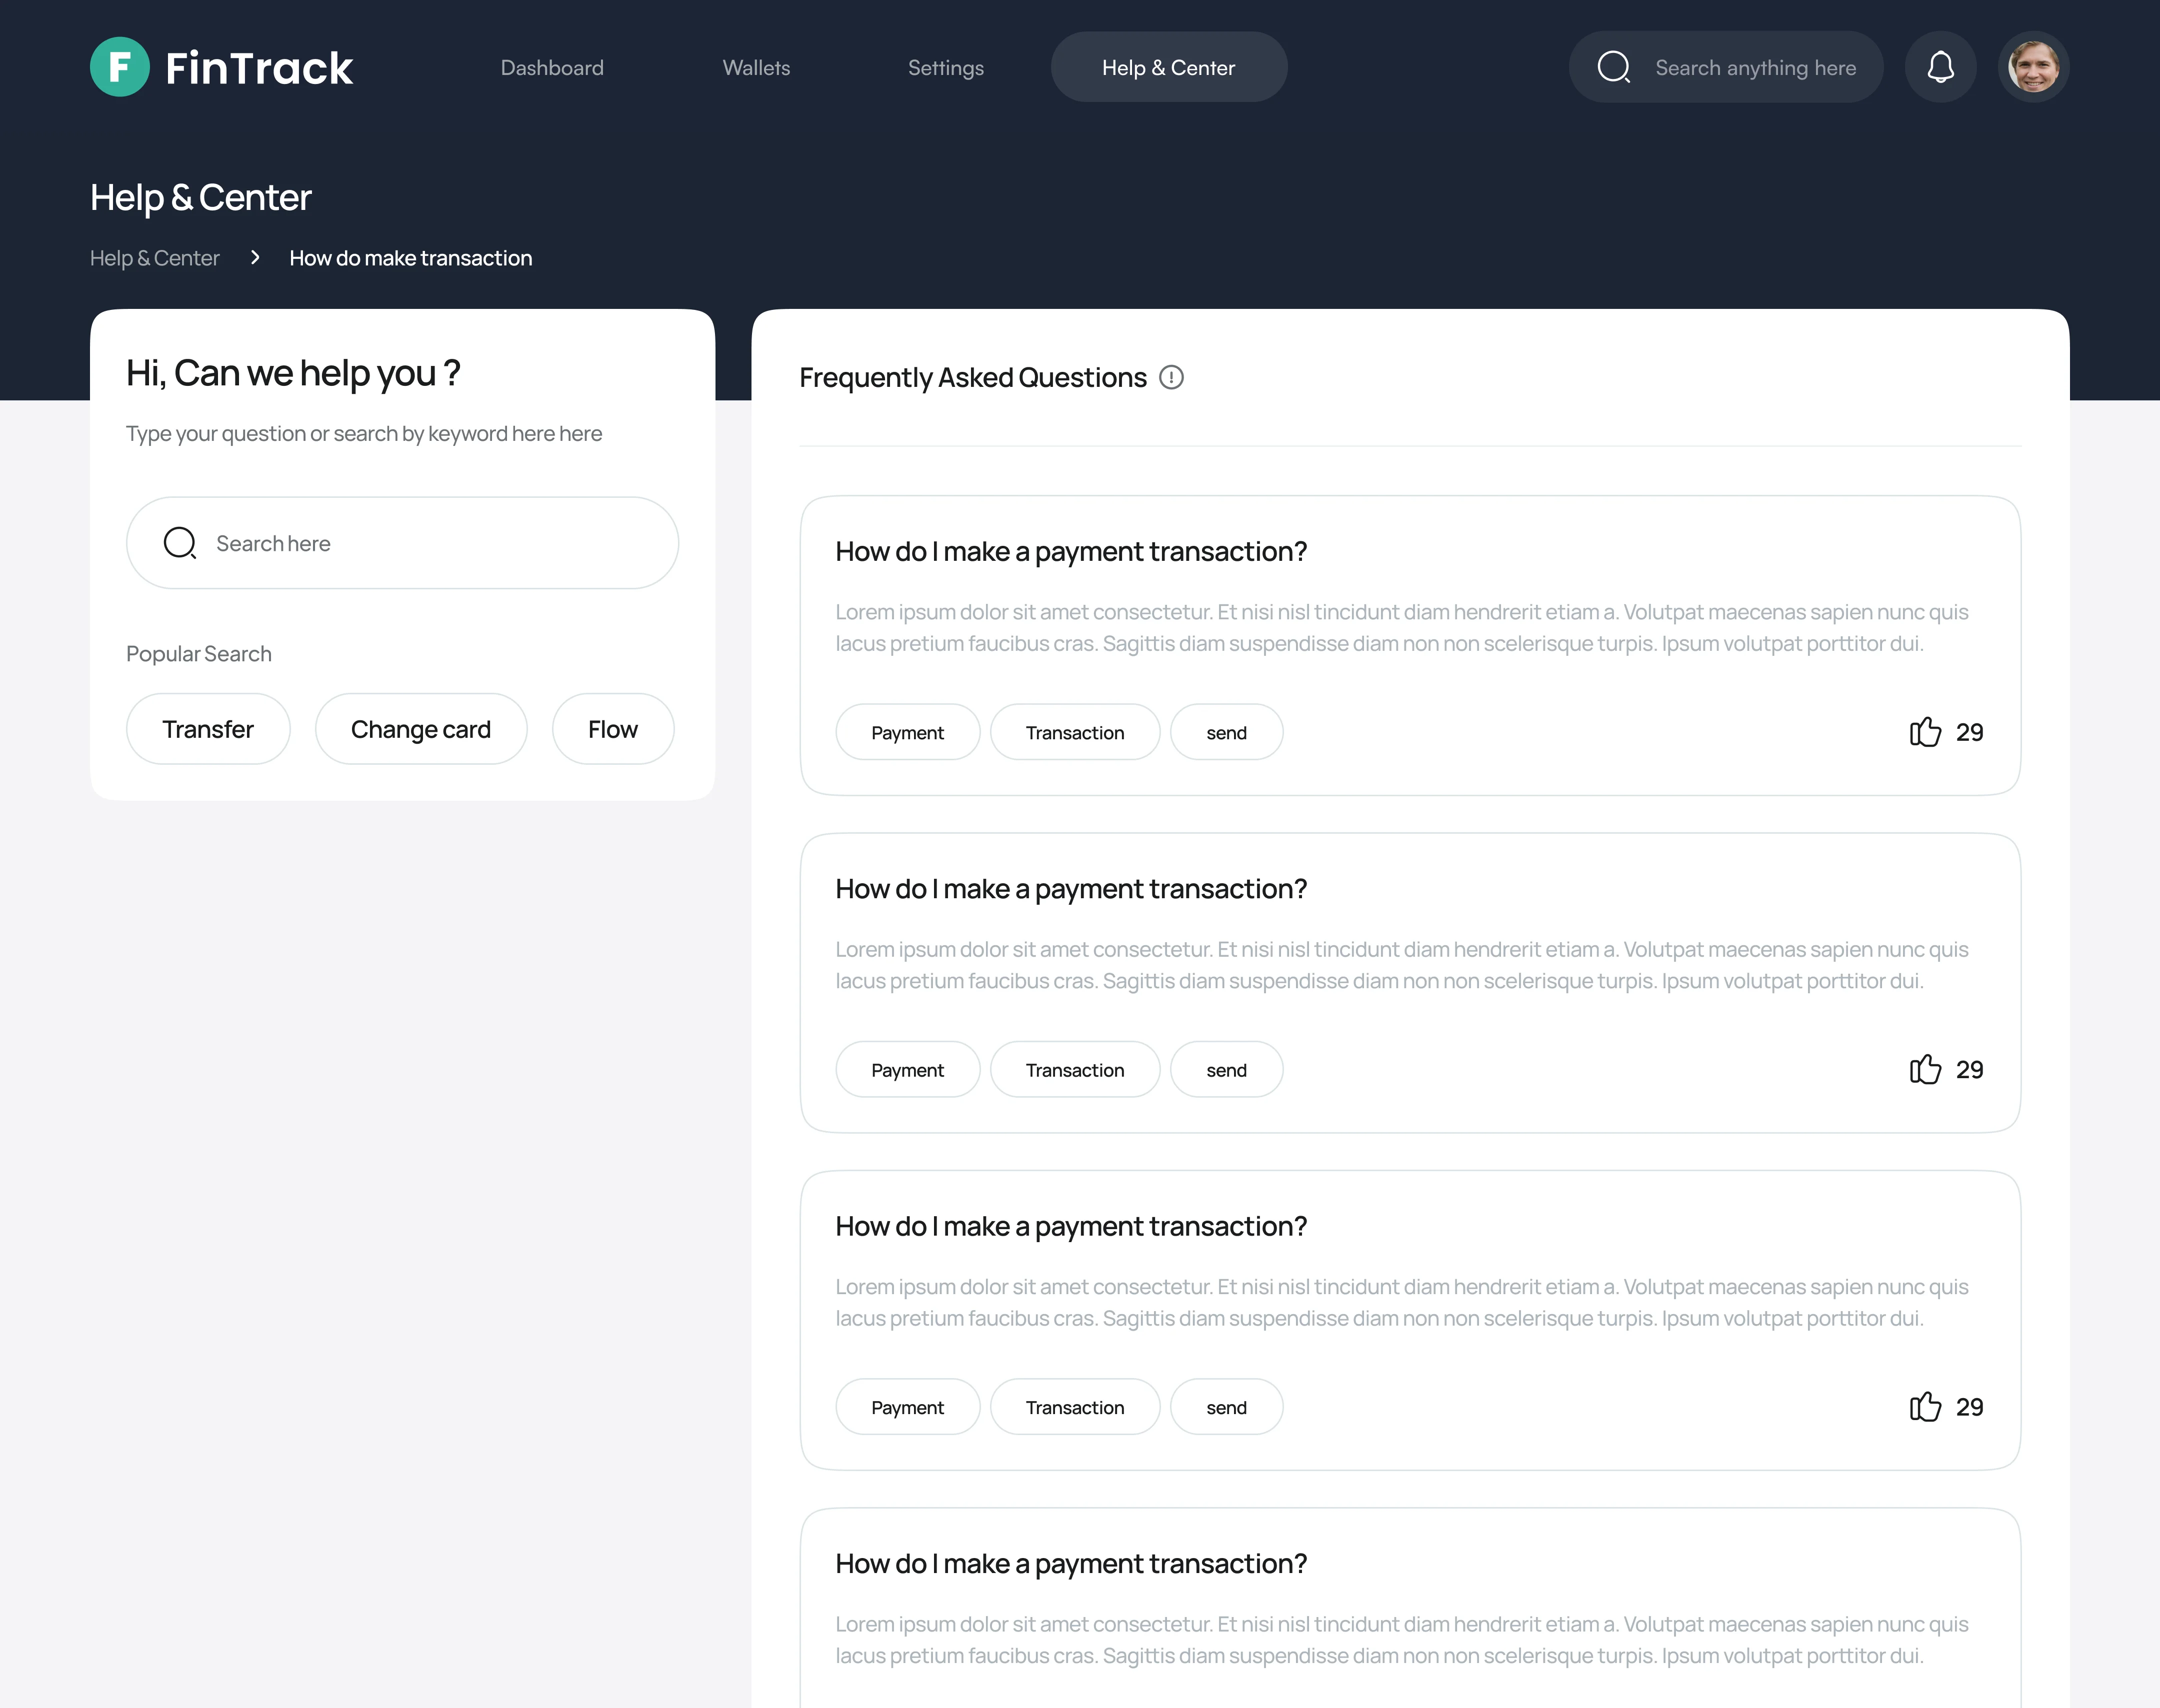 F FinTrack
Dashboard
Wallets
Settings
Help & Center
Search anything here
Help & Center
Help & Center > How do make transaction
Hi, Can we help you ?
Type your question or search by keyword here here
Search here
Popular Search
Transfer
Change card
Flow
Frequently Asked Questions
How do I make a payment transaction?
Lorem ipsum dolor sit amet consectetur. Et nisi nisl tincidunt diam hendrerit etiam a. Volutpat maecenas sapien nunc quis
lacus pretium faucibus cras. Sagittis diam suspendisse diam non non scelerisque turpis. Ipsum volutpat porttitor dui.
Payment
Transaction
send
29
How do I make a payment transaction?
Lorem ipsum dolor sit amet consectetur. Et nisi nisl tincidunt diam hendrerit etiam a. Volutpat maecenas sapien nunc quis
lacus pretium faucibus cras. Sagittis diam suspendisse diam non non scelerisque turpis. Ipsum volutpat porttitor dui.
Payment
Transaction
send
29
How do I make a payment transaction?
Lorem ipsum dolor sit amet consectetur. Et nisi nisl tincidunt diam hendrerit etiam a. Volutpat maecenas sapien nunc quis
lacus pretium faucibus cras. Sagittis diam suspendisse diam non non scelerisque turpis. Ipsum volutpat porttitor dui.
Payment
Transaction
send
29
How do I make a payment transaction?
Lorem ipsum dolor sit amet consectetur. Et nisi nisl tincidunt diam hendrerit etiam a. Volutpat maecenas sapien nunc quis
lacus pretium faucibus cras. Sagittis diam suspendisse diam non non scelerisque turpis. Ipsum volutpat porttitor dui.